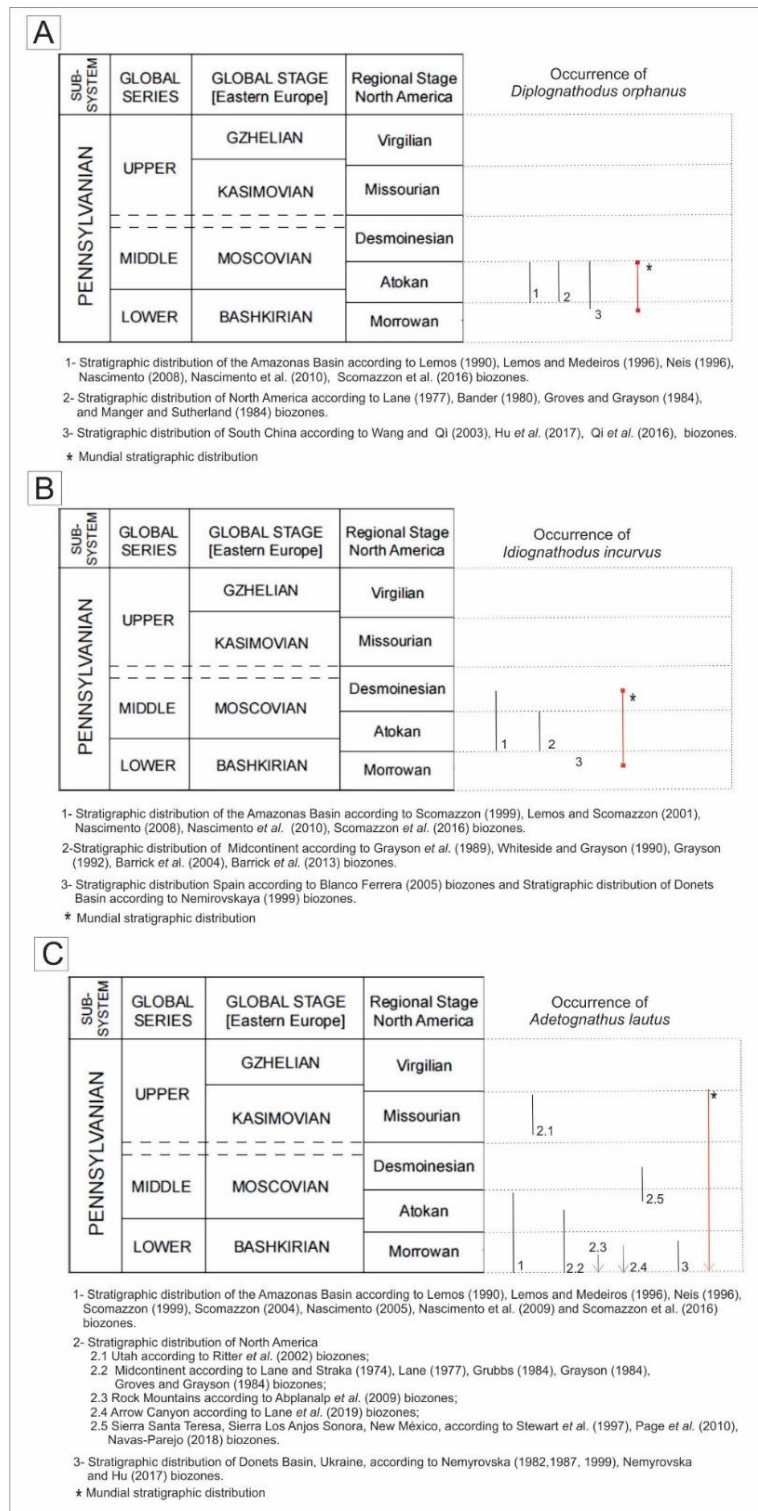 A
SUB-SYSTEM
GLOBAL SERIES
GLOBAL STAGE [Eastern Europe]
Regional Stage North America
Occurrence of
Diplognathodus orphanus
PENNSYLVANIAN
UPPER
MIDDLE
LOWER
GZHELIAN
KASIMOVIAN
MOSCOVIAN
BASHKIRIAN
Virgilian
Missourian
Desmoinesian
Atokan
Morrowan
1
2
3
*
1- Stratigraphic distribution of the Amazonas Basin according to Lemos (1990), Lemos and Medeiros (1996), Neis (1996),
Nascimento (2008), Nascimento et al. (2010), Scomazzon et al. (2016) biozones.
2- Stratigraphic distribution of North America according to Lane (1977), Bander (1980), Groves and Grayson (1984),
and Manger and Sutherland (1984) biozones.
3- Stratigraphic distribution of South China according to Wang and Qi (2003), Hu et al. (2017), Qi et al. (2016), biozones.
* Mundial stratigraphic distribution
B
SUB-SYSTEM
GLOBAL SERIES
GLOBAL STAGE [Eastern Europe]
Regional Stage North America
Occurrence of
Idiognathodus incurvus
PENNSYLVANIAN
UPPER
MIDDLE
LOWER
GZHELIAN
KASIMOVIAN
MOSCOVIAN
BASHKIRIAN
Virgilian
Missourian
Desmoinesian
Atokan
Morrowan
1
2
3
*
1- Stratigraphic distribution of the Amazonas Basin according to Scomazzon (1999), Lemos and Scomazzon (2001),
Nascimento (2008), Nascimento et al. (2010), Scomazzon et al. (2016) biozones.
2-Stratigraphic distribution of Midcontinent according to Grayson et al. (1989), Whiteside and Grayson (1990), Grayson
(1992), Barrick et al. (2004), Barrick et al. (2013) biozones.
3- Stratigraphic distribution Spain according to Blanco Ferrera (2005) biozones and Stratigraphic distribution of Donets
Basin according to Nemirovskaya (1999) biozones.
* Mundial stratigraphic distribution
C
SUB-SYSTEM
GLOBAL SERIES
GLOBAL STAGE [Eastern Europe]
Regional Stage North America
Occurrence of
Adetognathus lautus
PENNSYLVANIAN
UPPER
MIDDLE
LOWER
GZHELIAN
KASIMOVIAN
MOSCOVIAN
BASHKIRIAN
Virgilian
Missourian
Desmoinesian
Atokan
Morrowan
*
2.1
2.5
2.3
1
2.2
2.4
3
1- Stratigraphic distribution of the Amazonas Basin according to Lemos (1990), Lemos and Medeiros (1996), Neis (1996),
Scomazzon (1999), Scomazzon (2004), Nascimento (2005), Nascimento et al. (2009) and Scomazzon et al. (2016)
biozones.
2- Stratigraphic distribution of North America
2.1 Utah according to Ritter et al. (2002) biozones;
2.2 Midcontinent according to Lane and Straka (1974), Lane (1977), Grubbs (1984), Grayson (1984),
Groves and Grayson (1984) biozones;
2.3 Rock Mountains according to Abplanalp et al. (2009) biozones;
2.4 Arrow Canyon according to Lane et al. (2019) biozones;
2.5 Sierra Santa Teresa, Sierra Los Anjos Sonora, New México, according to Stewart et al. (1997), Page et al. (2010),
Navas-Parejo (2018) biozones.
3- Stratigraphic distribution of Donets Basin, Ukraine, according to Nemyrovska (1982,1987, 1999), Nemyrovska
and Hu (2017) biozones.
* Mundial stratigraphic distribution